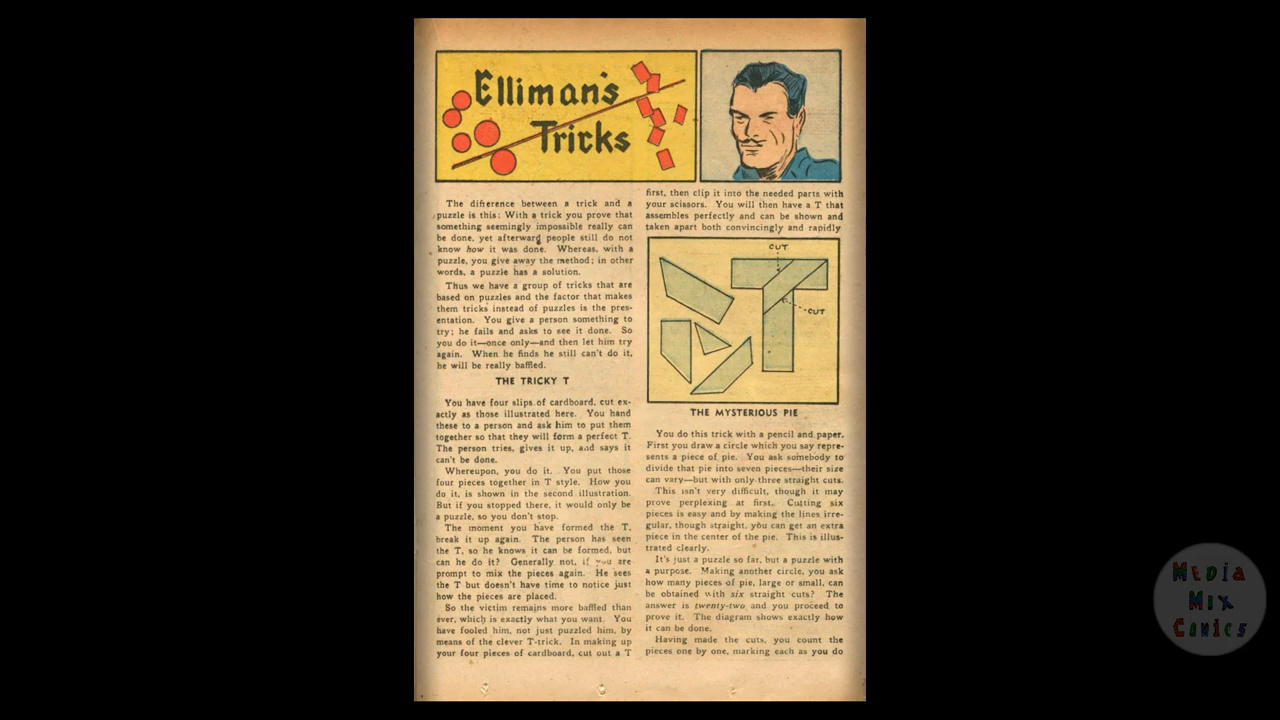 Elliman's
Tricks
The difference between a trick and a
puzzle is this: With a trick you prove that
something seemingly impossible really can
be done, yet afterward people still do not
know how it was done. Whereas, with a
puzzle, you give away the method; in other
words, a puzzle has a solution.
Thus we have a group of tricks that are
based on puzzles and the factor that makes
them tricks instead of puzzles is the pres-
entation. You give a person something to
try; he fails and asks to see it done. So
you do it—once only—and then let him try
again. When he finds he still can't do it,
he will be really baffled.
THE TRICKY T
You have four slips of cardboard, cut ex-
actly as those illustrated here. You hand
these to a person and ask him to put them
together so that they will form a perfect T.
The person tries, gives it up, and says it
can't be done.
Whereupon, you do it. You put those
four pieces together in T style. How you
do it, is shown in the second illustration.
But if you stopped there, it would only be
a puzzle, so you don't stop.
The moment you have formed the T,
break it up again. The person has seen
the T, so he knows it can be formed, but
can he do it? Generally not, if you are
prompt to mix the pieces again. He sees
the T but doesn't have time to notice just
how the pieces are placed.
So the victim remains more baffled than
ever, which is exactly what you want. You
have fooled him, not just puzzled him, by
means of the clever T-trick. In making up
your four pieces of cardboard, cut out a T
first, then clip it into the needed parts with
your scissors. You will then have a T that
assembles perfectly and can be shown and
taken apart both convincingly and rapidly
CUT
CUT
THE MYSTERIOUS PIE
You do this trick with a pencil and paper.
First you draw a circle which you say repre-
sents a piece of pie. You ask somebody to
divide that pie into seven pieces—their size
can vary—but with only three straight cuts.
This isn't very difficult, though it may
prove perplexing at first. Cutting six
pieces is easy and by making the lines irre-
gular, though straight, you can get an extra
piece in the center of the pie. This is illus-
trated clearly.
It's just a puzzle so far, but a puzzle with
a purpose. Making another circle, you ask
how many pieces of pie, large or small, can
be obtained with six straight cuts? The
answer is twenty-two and you proceed to
prove it. The diagram shows exactly how
it can be done.
Having made the cuts, you count the
pieces one by one, marking each as you do
Media
Mix
Comics